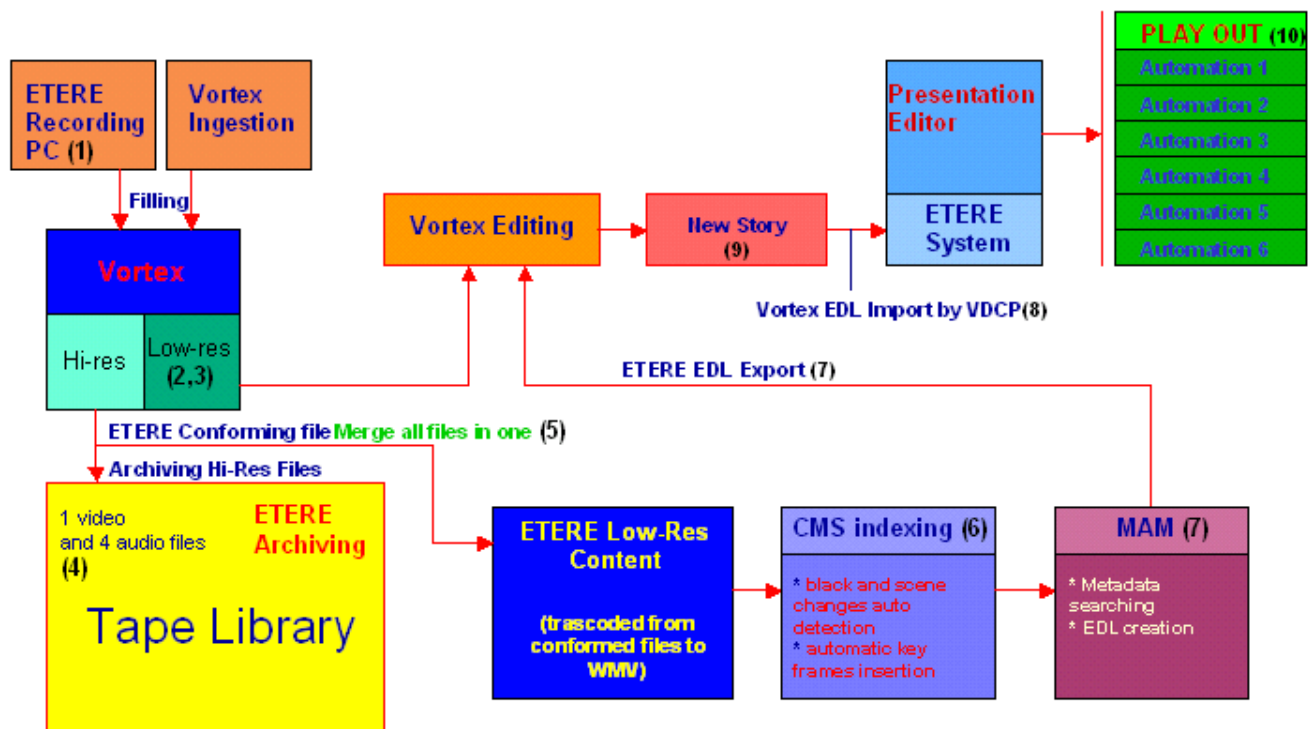 ETERE
Recording
PC (1)
Vortex
Ingestion
Filling
Vortex
Hi-res
Low-res
(2,3)
Vortex Editing
New Story
(9)
Presentation
Editor
ETERE
System
PLAY OUT (10)
Automation 1
Automation 2
Automation 3
Automation 4
Automation 5
Automation 6
Vortex EDL Import by VDCP(8)
ETERE EDL Export (7)
ETERE Conforming file Merge all files in one (5)
Archiving Hi-Res Files
1 video
and 4 audio files
(4)
ETERE
Archiving
Tape Library
ETERE Low-Res
Content
(trascoded from
conformed files to
WMV)
CMS indexing (6)
* black and scene
changes auto
detection
* automatic key
frames insertion
MAM (7)
* Metadata
searching
* EDL creation